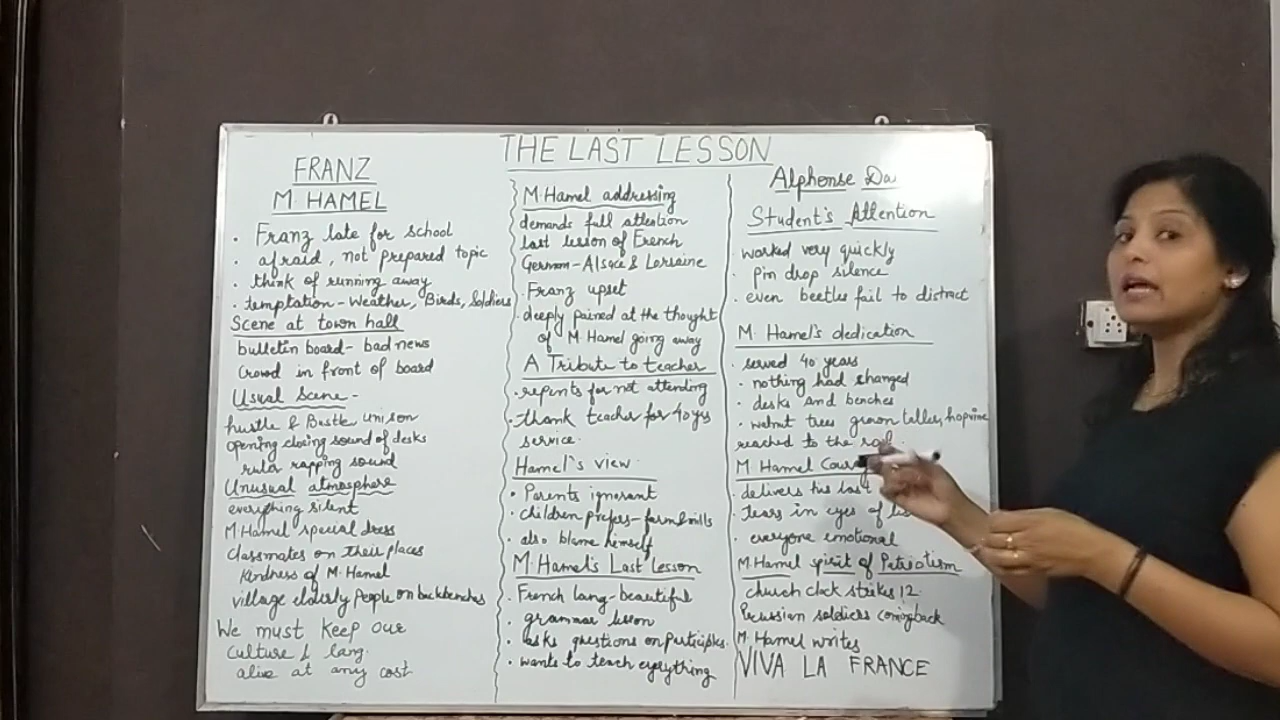 THE LAST LESSON
FRANZ
M. HAMEL
. Franz late for school
. afraid, not prepared topic
. think of running away
. temptation - Weather, Birds, Soldiers
Scene at town hall
bulletin board - bad news
Crowd in front of board
Usual Scene -
hustle & Bustle unison
opening closing sound of desks
ruler rapping sound
Unusual atmosphere
everything silent
M Hamel special dress
classmates on their places
Kindness of M. Hamel
village elderly people on backbenches
We must keep our
culture & lang.
alive at any cost
M. Hamel addressing
demands full attention
last lesson of French
German - Alsace & Lorraine
Franz upset
. deeply pained at the thought
of M. Hamel going away
A Tribute to teacher
. repents for not attending
. thank teacher for 40 yrs
service.
Hamel's view
. Parents ignorant
. children prefers - farm & mills
. also blame himself
M. Hamel's Last lesson
. French lang - beautiful
. grammar lesson
. asks questions on participles
. wants to teach everything
Alphonse
Student's Attention
worked very quickly
. Pin drop silence
. even beetles fail to distract
M. Hamel's dedication
. served 40 years
. nothing had changed
. desks and benches
. walnut trees grown taller, hopvine
reached to the
M. Hamel
. delivers his last
. tears in eyes of
. everyone emotional
M. Hamel spirit of Patriotism
church clock strikes 12.
Prussian soldiers coming back
M. Hamel writes
VIVA LA FRANCE